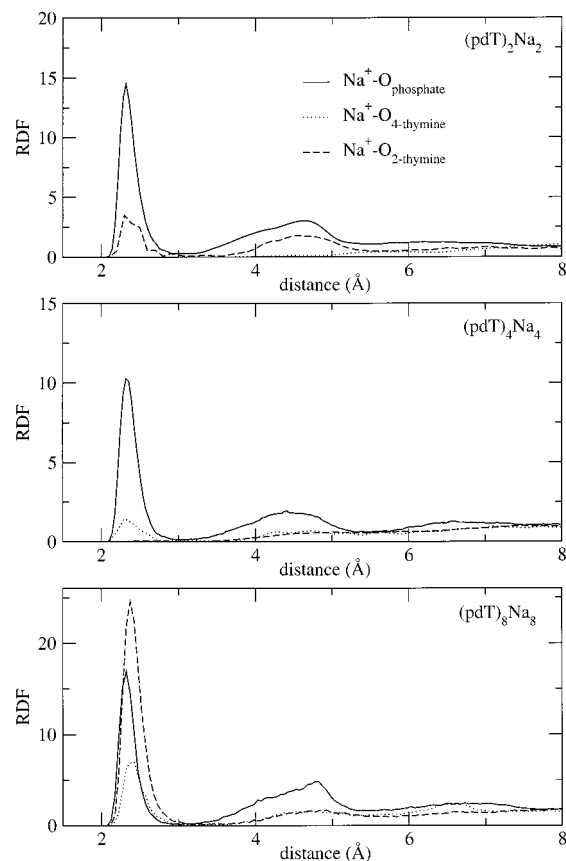 20
(pdT)2Na2
15
Na+-Ophosphate
RDF
10
Na+-O4-thymine
Na+-O2-thymine
5
0
2 4 6 8
distance (Å)
15
(pdT)4Na4
10
RDF
5
0
2 4 6 8
distance (Å)
(pdT)8Na8
20
RDF
10
0
2 4 6 8
distance (Å)